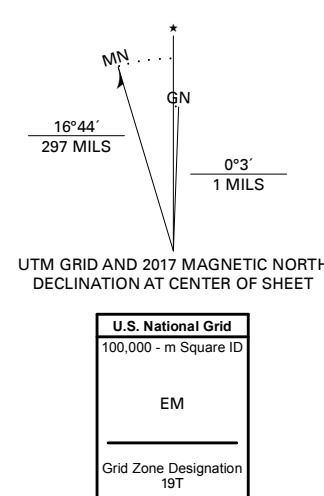 ★
MN
GN
16°44´
297 MILS
0°3´
1 MILS
UTM GRID AND 2017 MAGNETIC NORTH
DECLINATION AT CENTER OF SHEET
U.S. National Grid
100,000 - m Square ID
EM
Grid Zone Designation
19T